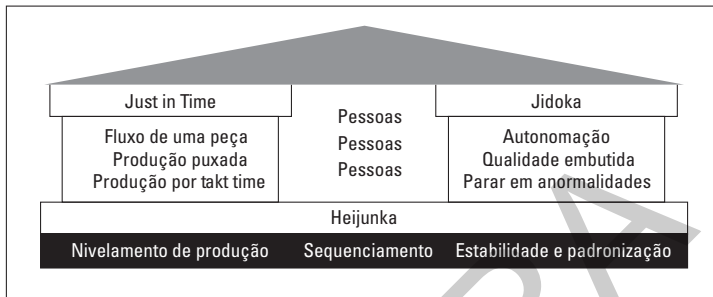 Just in Time
Fluxo de uma peça
Produção puxada
Produção por takt time
Pessoas
Pessoas
Pessoas
Jidoka
Autonomação
Qualidade embutida
Parar em anormalidades
Heijunka
Nivelamento de produção Sequenciamento Estabilidade e padronização